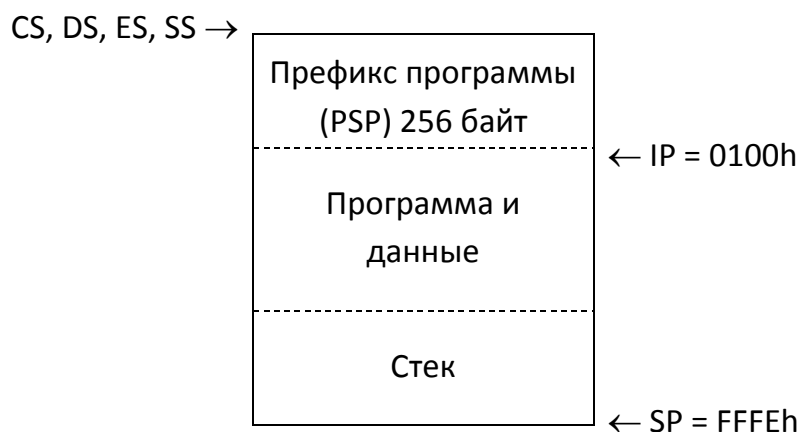 CS, DS, ES, SS →
Префикс программы
(PSP) 256 байт
← IP = 0100h
Программа и
данные
Стек
← SP = FFFEh